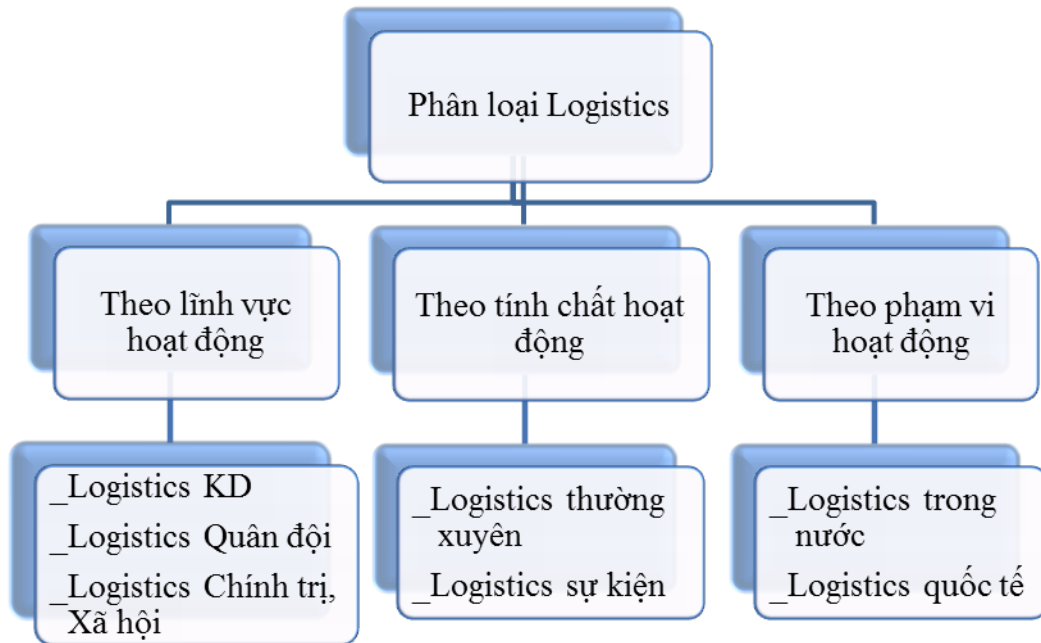 Phân loại Logistics
Theo lĩnh vực
hoạt động
Theo tính chất hoạt
động
Theo phạm vi
hoạt động
_Logistics KD
_Logistics Quân đội
_Logistics Chính trị,
Xã hội
_Logistics thường
xuyên
_Logistics sự kiện
_Logistics trong
nước
_Logistics quốc tế